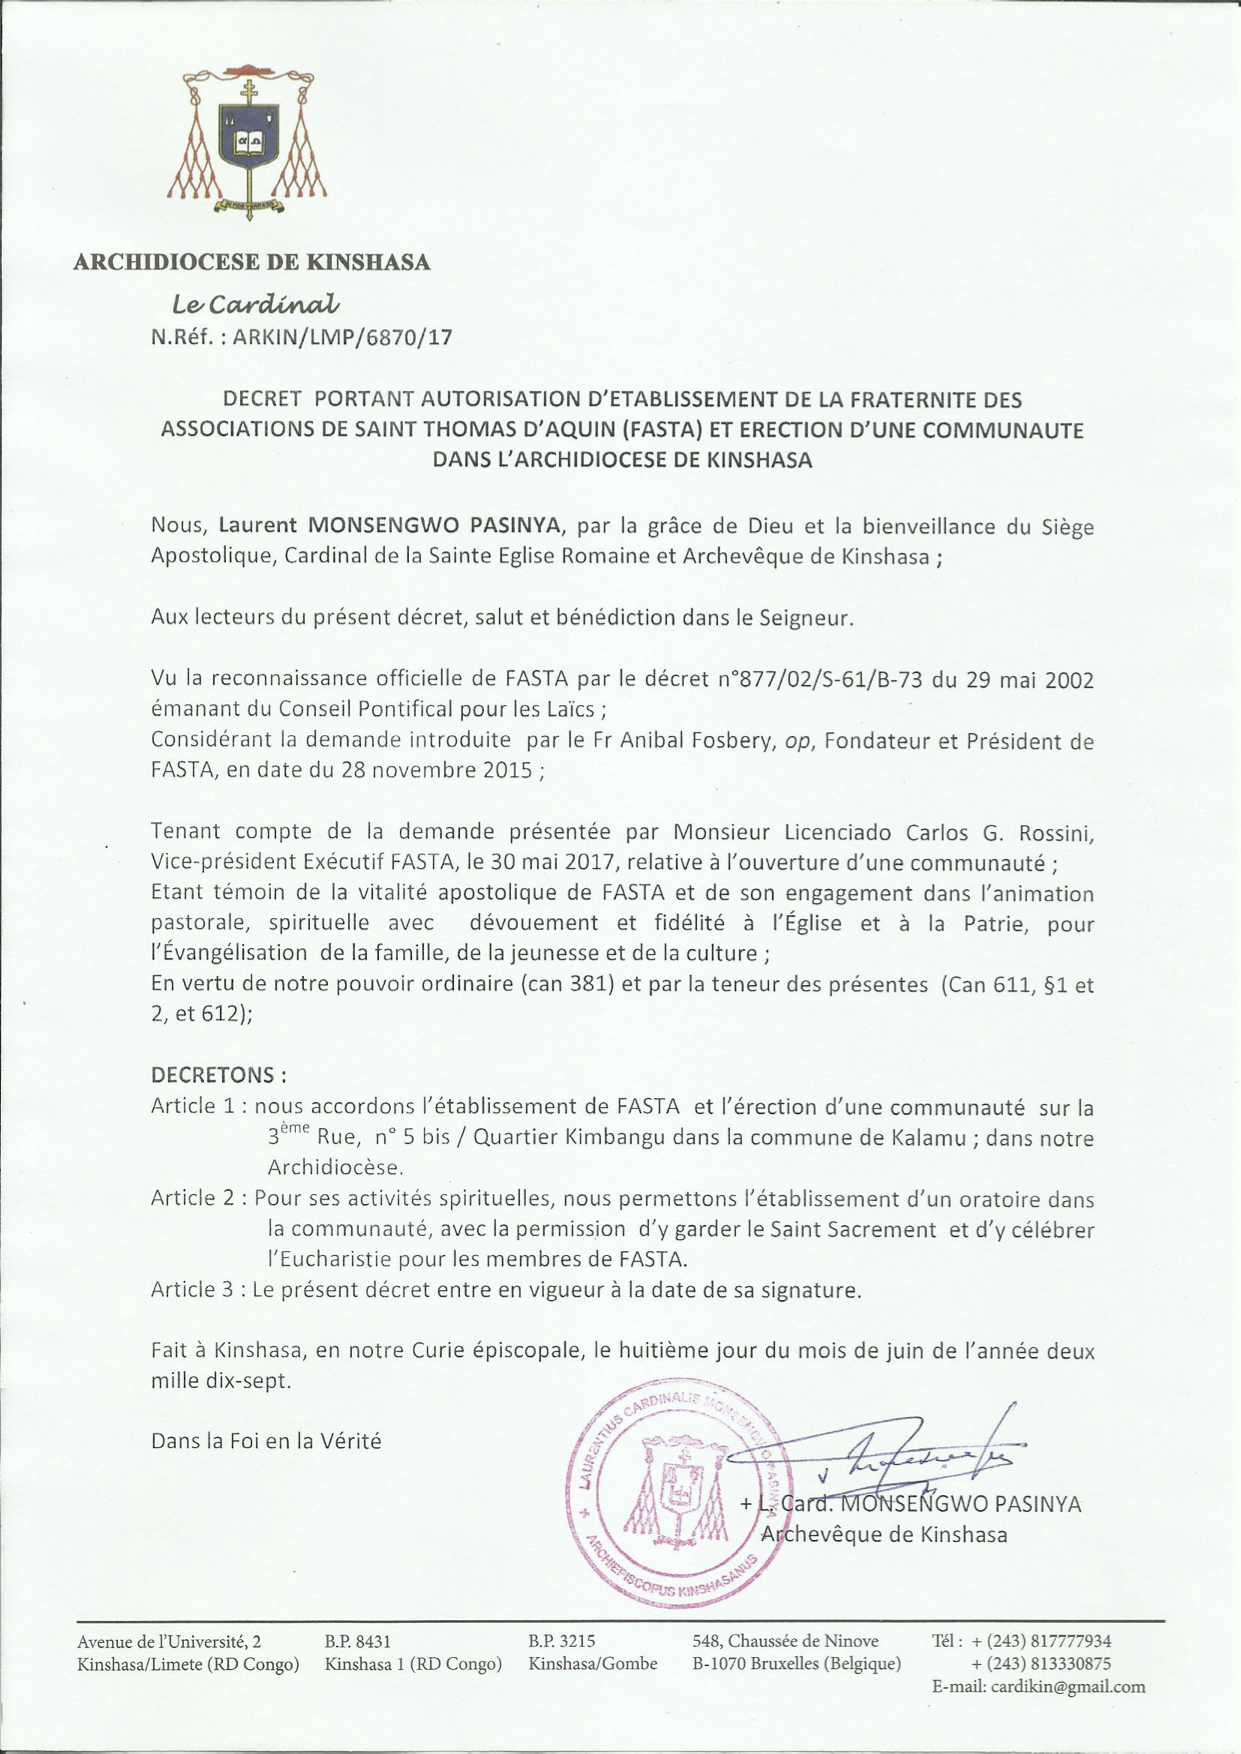 ARCHIDIOCESE DE KINSHASA
Le Cardinal
N.Réf. : ARKIN/LMP/6870/17
DECRET PORTANT AUTORISATION D'ETABLISSEMENT DE LA FRATERNITE DES
ASSOCIATIONS DE SAINT THOMAS D'AQUIN (FASTA) ET ERECTION D'UNE COMMUNAUTE
DANS L'ARCHIDIOCESE DE KINSHASA
Nous, Laurent MONSENGWO PASINYA, par la grâce de Dieu et la bienveillance du Siège
Apostolique, Cardinal de la Sainte Eglise Romaine et Archevêque de Kinshasa ;
Aux lecteurs du présent décret, salut et bénédiction dans le Seigneur.
Vu la reconnaissance officielle de FASTA par le décret n°877/02/S-61/B-73 du 29 mai 2002
émanant du Conseil Pontifical pour les Laïcs ;
Considérant la demande introduite par le Fr Anibal Fosbery, op, Fondateur et Président de
FASTA, en date du 28 novembre 2015 ;
Tenant compte de la demande présentée par Monsieur Licenciado Carlos G. Rossini,
Vice-président Exécutif FASTA, le 30 mai 2017, relative à l'ouverture d'une communauté ;
Etant témoin de la vitalité apostolique de FASTA et de son engagement dans l'animation
pastorale, spirituelle avec dévouement et fidélité à l'Église et à la Patrie, pour
l'Évangélisation de la famille, de la jeunesse et de la culture ;
En vertu de notre pouvoir ordinaire (can 381) et par la teneur des présentes (Can 611, §1 et
2, et 612);
DECRETONS :
Article 1 : nous accordons l'établissement de FASTA et l'érection d'une communauté sur la
3ème Rue, n° 5 bis / Quartier Kimbangu dans la commune de Kalamu ; dans notre
Archidiocèse.
Article 2 : Pour ses activités spirituelles, nous permettons l'établissement d'un oratoire dans
la communauté, avec la permission d'y garder le Saint Sacrement et d'y célébrer
l'Eucharistie pour les membres de FASTA.
Article 3 : Le présent décret entre en vigueur à la date de sa signature.
Fait à Kinshasa, en notre Curie épiscopale, le huitième jour du mois de juin de l'année deux
mille dix-sept.
Dans la Foi en la Vérité
LAURENTIUS CARDINALIS MONSENGWO PASINYA
ARCHIEPISCOPUS KINSHASANUS
+ L. Card. MONSENGWO PASINYA
Archevêque de Kinshasa
Avenue de l'Université, 2
Kinshasa/Limete (RD Congo)
B.P. 8431
Kinshasa 1 (RD Congo)
B.P. 3215
Kinshasa/Gombe
548, Chaussée de Ninove
B-1070 Bruxelles (Belgique)
Tél : + (243) 817777934
+ (243) 813330875
E-mail: cardikin@gmail.com